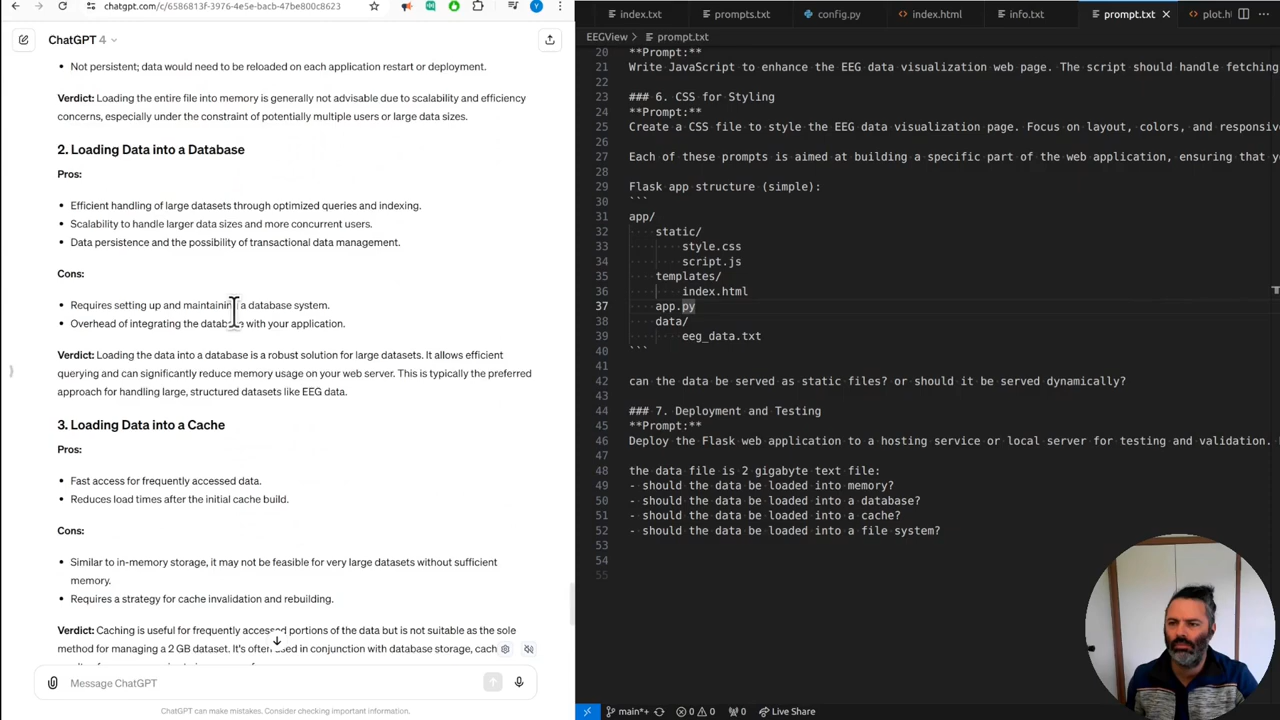 chatgpt.com/c/6586813f-3976-4e5e-bacb-47be800c8623
ChatGPT 4
Not persistent; data would need to be reloaded on each application restart or deployment.
Verdict: Loading the entire file into memory is generally not advisable due to scalability and efficiency
concerns, especially under the constraint of potentially multiple users or large data sizes.
2. Loading Data into a Database
Pros:
Efficient handling of large datasets through optimized queries and indexing.
Scalability to handle larger data sizes and more concurrent users.
Data persistence and the possibility of transactional data management.
Cons:
Requires setting up and maintaining a database system.
Overhead of integrating the database with your application.
Verdict: Loading the data into a database is a robust solution for large datasets. It allows efficient
querying and can significantly reduce memory usage on your web server. This is typically the preferred
approach for handling large, structured datasets like EEG data.
3. Loading Data into a Cache
Pros:
Fast access for frequently accessed data.
Reduces load times after the initial cache build.
Cons:
Similar to in-memory storage, it may not be feasible for very large datasets without sufficient
memory.
Requires a strategy for cache invalidation and rebuilding.
Verdict: Caching is useful for frequently accessed portions of the data but is not suitable as the sole
method for managing a 2 GB dataset. It's often used in conjunction with database storage, cach
Message ChatGPT
ChatGPT can make mistakes. Consider checking important information.
index.txt prompts.txt config.py index.html info.txt prompt.txt plot.h
EEGView > prompt.txt
20 **Prompt:**
21 Write JavaScript to enhance the EEG data visualization web page. The script should handle fetching
22
23 ### 6. CSS for Styling
24 **Prompt:**
25 Create a CSS file to style the EEG data visualization page. Focus on layout, colors, and responsiv
26
27 Each of these prompts is aimed at building a specific part of the web application, ensuring that y
28
29 Flask app structure (simple):
30 ```
31 app/
32 static/
33 style.css
34 script.js
35 templates/
36 index.html
37 app.py
38 data/
39 eeg_data.txt
40 ```
41
42 can the data be served as static files? or should it be served dynamically?
43
44 ### 7. Deployment and Testing
45 **Prompt:**
46 Deploy the Flask web application to a hosting service or local server for testing and validation.
47
48 the data file is 2 gigabyte text file:
49 - should the data be loaded into memory?
50 - should the data be loaded into a database?
51 - should the data be loaded into a cache?
52 - should the data be loaded into a file system?
53
54
55
main*+ 0 0 0 Live Share